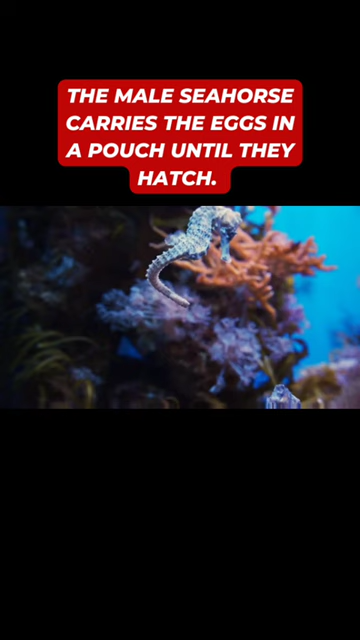 THE MALE SEAHORSE
CARRIES THE EGGS IN
A POUCH UNTIL THEY
HATCH.